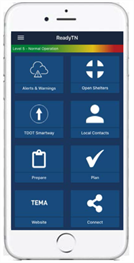 ReadyTN
Level 5 - Normal Operation
Alerts & Warnings
Open Shelters
TDOT Smartway
Local Contacts
Prepare
Plan
TEMA
Website
Connect